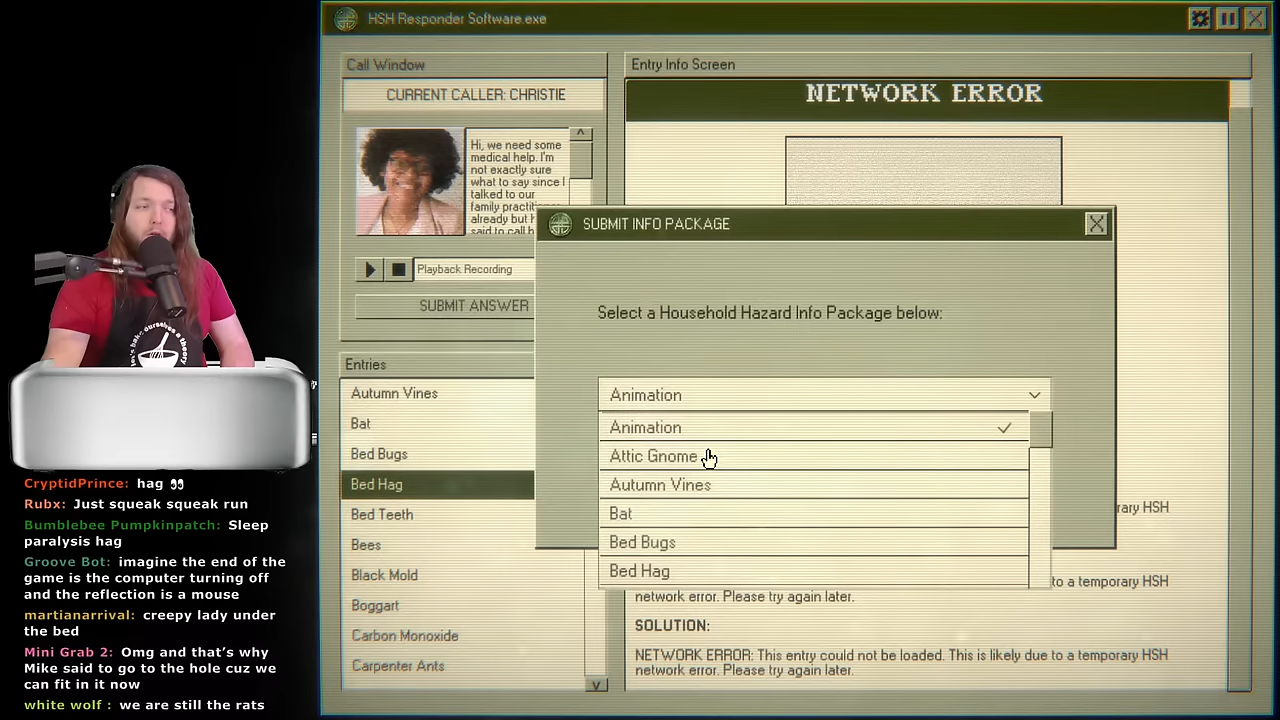 HSH Responder Software.exe
Call Window
CURRENT CALLER: CHRISTIE
Hi, we need some
medical help. I'm
not exactly sure
what to say since I
talked to our
family
already but
said to call
Playback Recording
SUBMIT ANSWER
Entries
Autumn Vines
Bat
Bed Bugs
Bed Hag
Bed Teeth
Bees
Black Mold
Boggart
Carbon Monoxide
Carpenter Ants
Entry Info Screen
NETWORK ERROR
SUBMIT INFO PACKAGE
Select a Household Hazard Info Package below:
Animation
Animation
Attic Gnome
Autumn Vines
Bat
Bed Bugs
Bed Hag
HSH
to a temporary HSH
network error. Please try again later.
SOLUTION:
NETWORK ERROR: This entry could not be loaded. This is likely due to a temporary HSH
network error. Please try again later.
let's bake ourselves a theory
CryptidPrince: hag
Rubx: Just squeak squeak run
Bumblebee Pumpkinpatch: Sleep
paralysis hag
Groove Bot: imagine the end of the
game is the computer turning off
and the reflection is a mouse
martianarrival: creepy lady under
the bed
Mini Grab 2: Omg and that's why
Mike said to go to the hole cuz we
can fit in it now
white wolf : we are still the rats